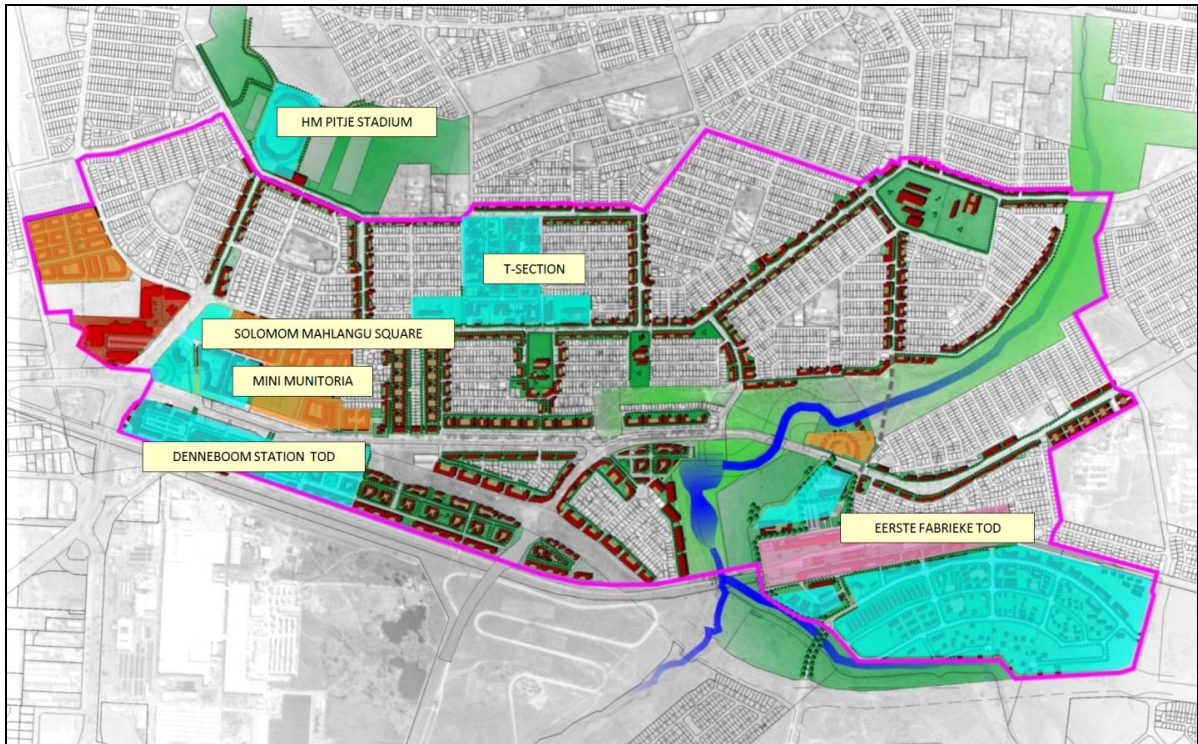 HM PITJE STADIUM
T-SECTION
SOLOMOM MAHLANGU SQUARE
MINI MUNITORIA
DENNEBOOM STATION TOD
EERSTE FABRIEKE TOD